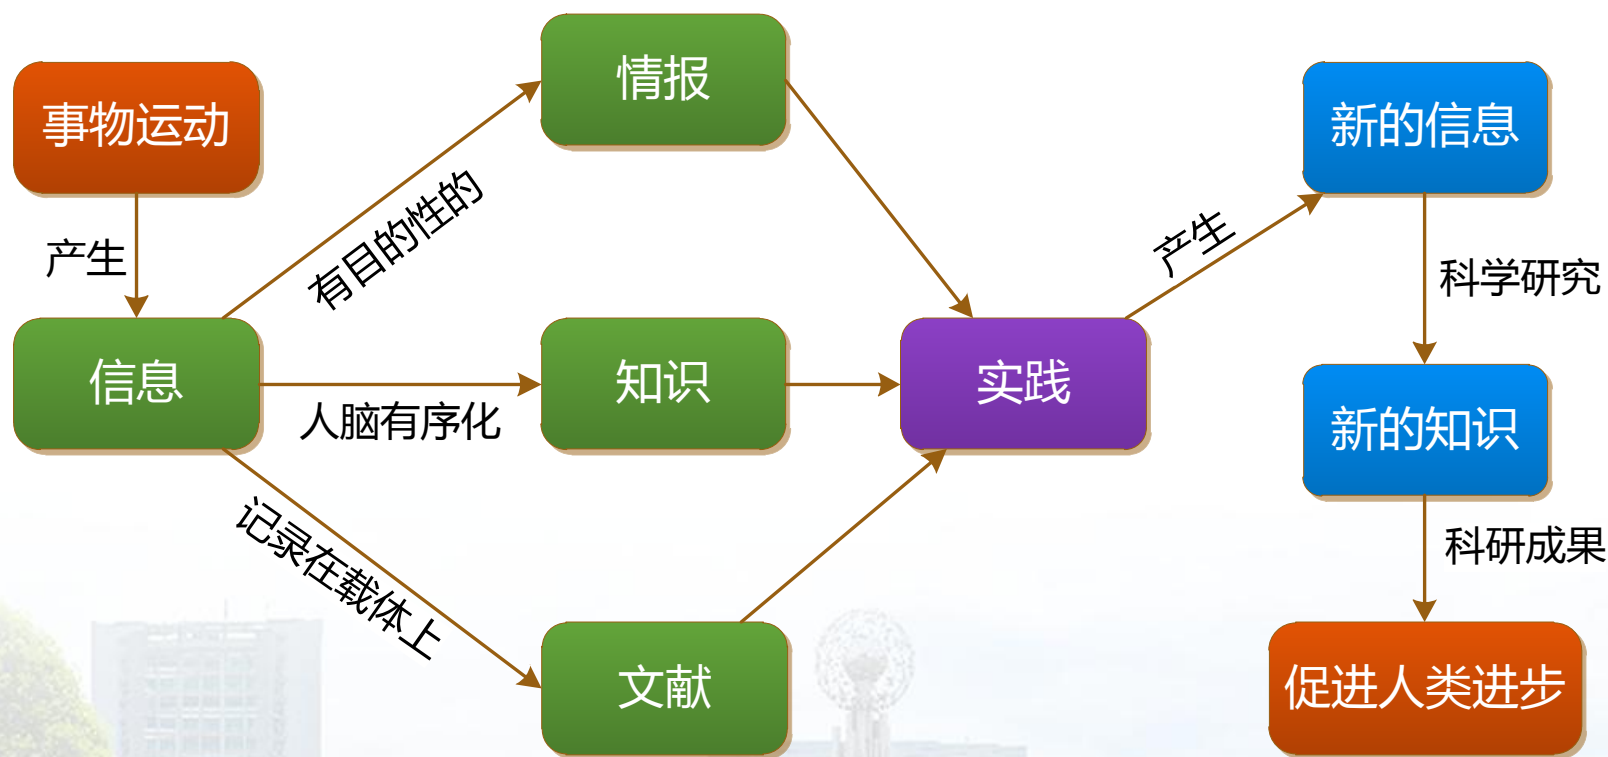 事物运动
产生
信息
有目的性的
人脑有序化
记录在载体上
情报
知识
文献
实践
产生
新的信息
科学研究
新的知识
科研成果
促进人类进步